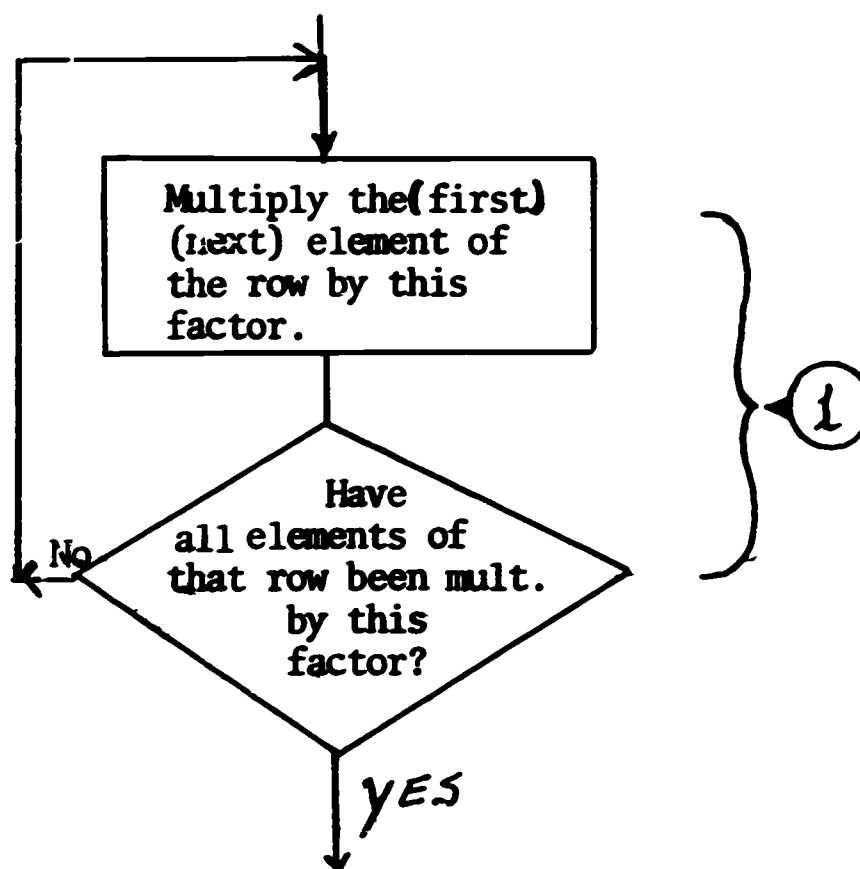 Multiply the (first)
(next) element of
the row by this
factor.
1
Have
all elements of
that row been mult.
by this
factor?
No
YES